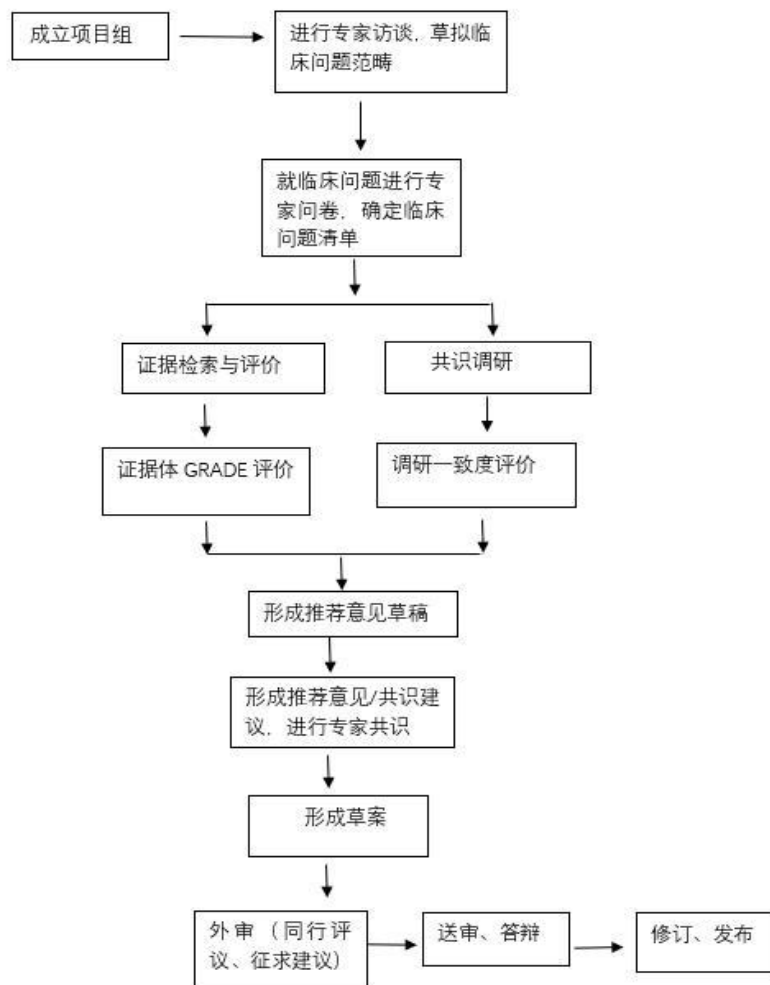 成立项目组
进行专家访谈，草拟临
床问题范畴
就临床问题进行专
家问卷，确定临床
问题清单
证据检索与评价
共识调研
证据体 GRADE 评价
调研一致度评价
形成推荐意见草稿
形成推荐意见/共识建
议，进行专家共识
形成草案
外审（同行评
议、征求建议）
送审、答辩
修订、发布